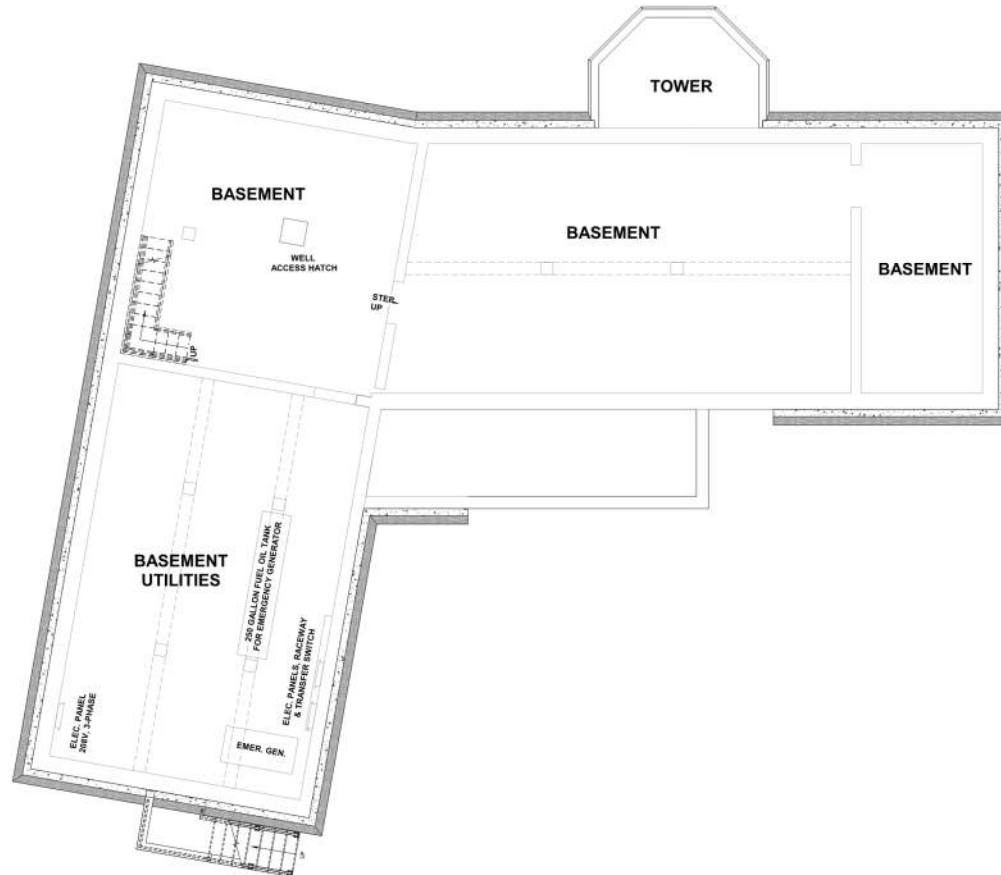 TOWER
BASEMENT
WELL
ACCESS HATCH
BASEMENT
BASEMENT
STEP
UP
UP
BASEMENT
UTILITIES
250 GALLON FUEL OIL TANK
FOR EMERGENCY GENERATOR
ELEC. PANELS, RACEWAY
& TRANSFER SWITCH
ELEC. PANEL
208V, 3-PHASE
EMER. GEN.